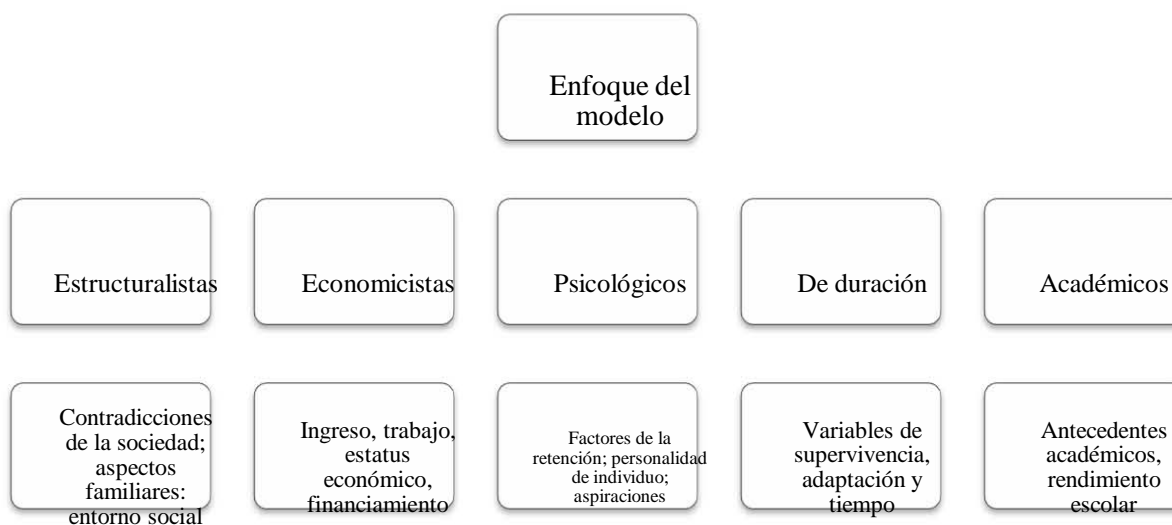 Enfoque del
modelo
Estructuralistas
Economicistas
Psicológicos
De duración
Académicos
Contradicciones
de la sociedad;
aspectos
familiares:
entorno social
Ingreso, trabajo,
estatus
económico,
financiamiento
Factores de la
retención; personalidad
de individuo;
aspiraciones
Variables de
supervivencia,
adaptación y
tiempo
Antecedentes
académicos,
rendimiento
escolar